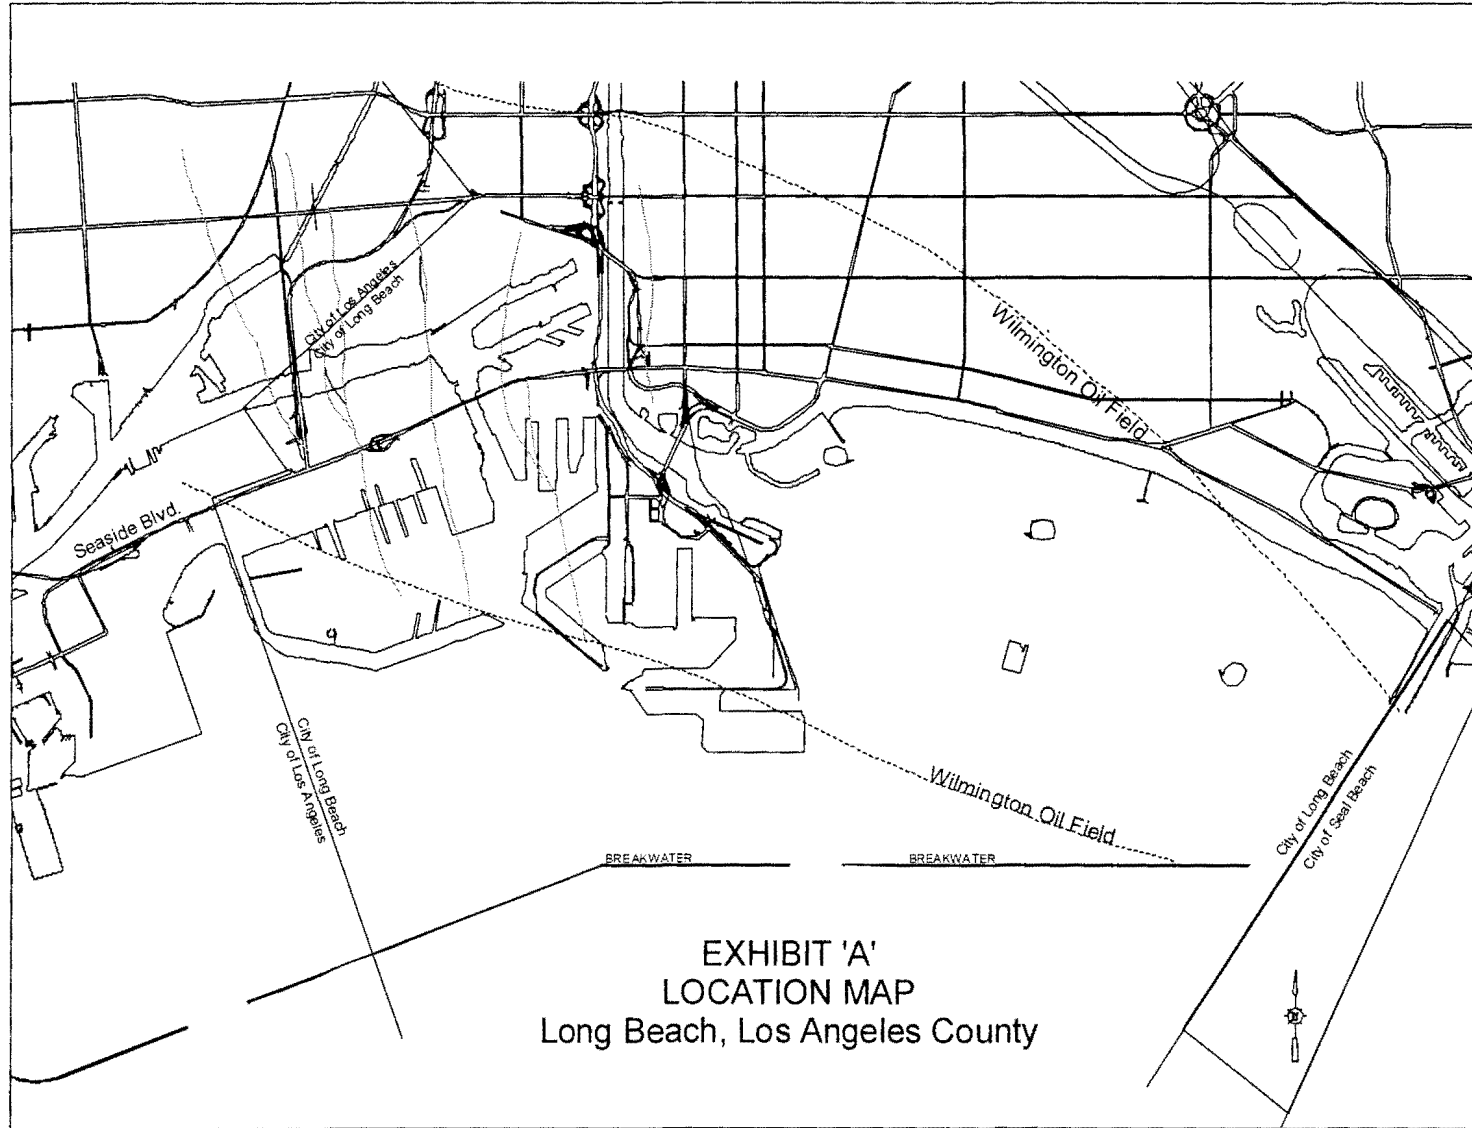 City of Los Angeles
City of Long Beach
Wilmington Oil Field
Seaside Blvd.
City of Long Beach
City of Los Angeles
Wilmington Oil Field
City of Long Beach
City of Seal Beach
BREAKWATER
BREAKWATER
EXHIBIT 'A'
LOCATION MAP
Long Beach, Los Angeles County